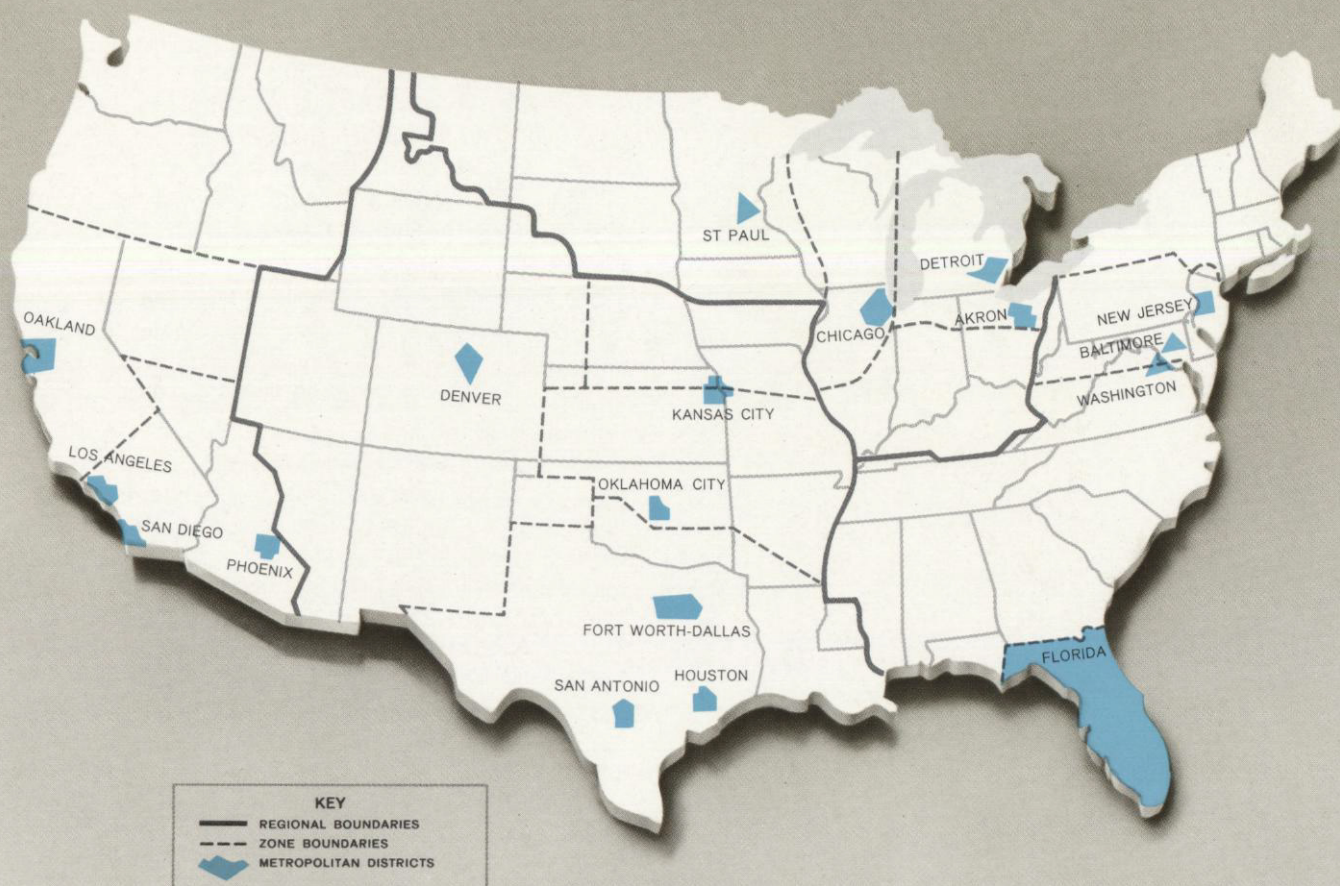 ST PAUL
DETROIT
OAKLAND
CHICAGO
AKRON
NEW JERSEY
BALTIMORE
DENVER
KANSAS CITY
WASHINGTON
LOS ANGELES
OKLAHOMA CITY
SAN DIEGO
PHOENIX
FORT WORTH-DALLAS
FLORIDA
SAN ANTONIO
HOUSTON
KEY
REGIONAL BOUNDARIES
ZONE BOUNDARIES
METROPOLITAN DISTRICTS